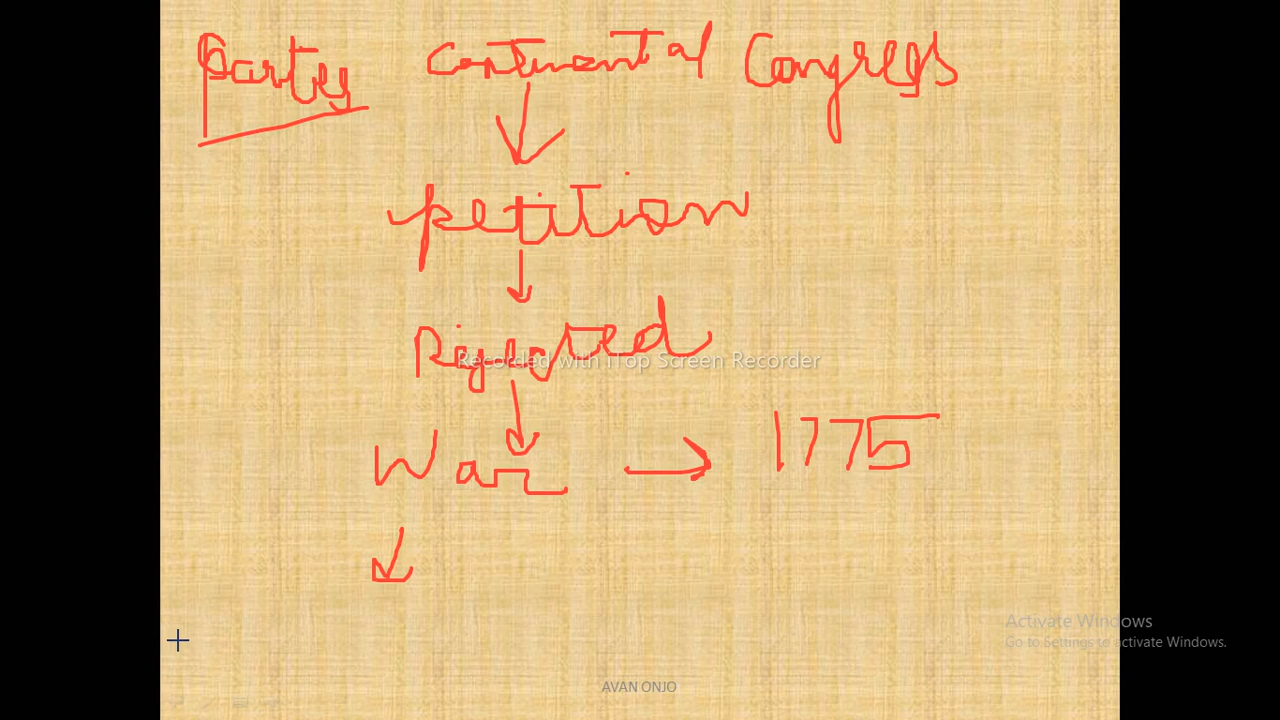 Party Continental Congress
petition
Rejected
Recorded with iTop Screen Recorder
War → 1775
Activate Windows
Go to Settings to activate Windows.
AVAN ONJO